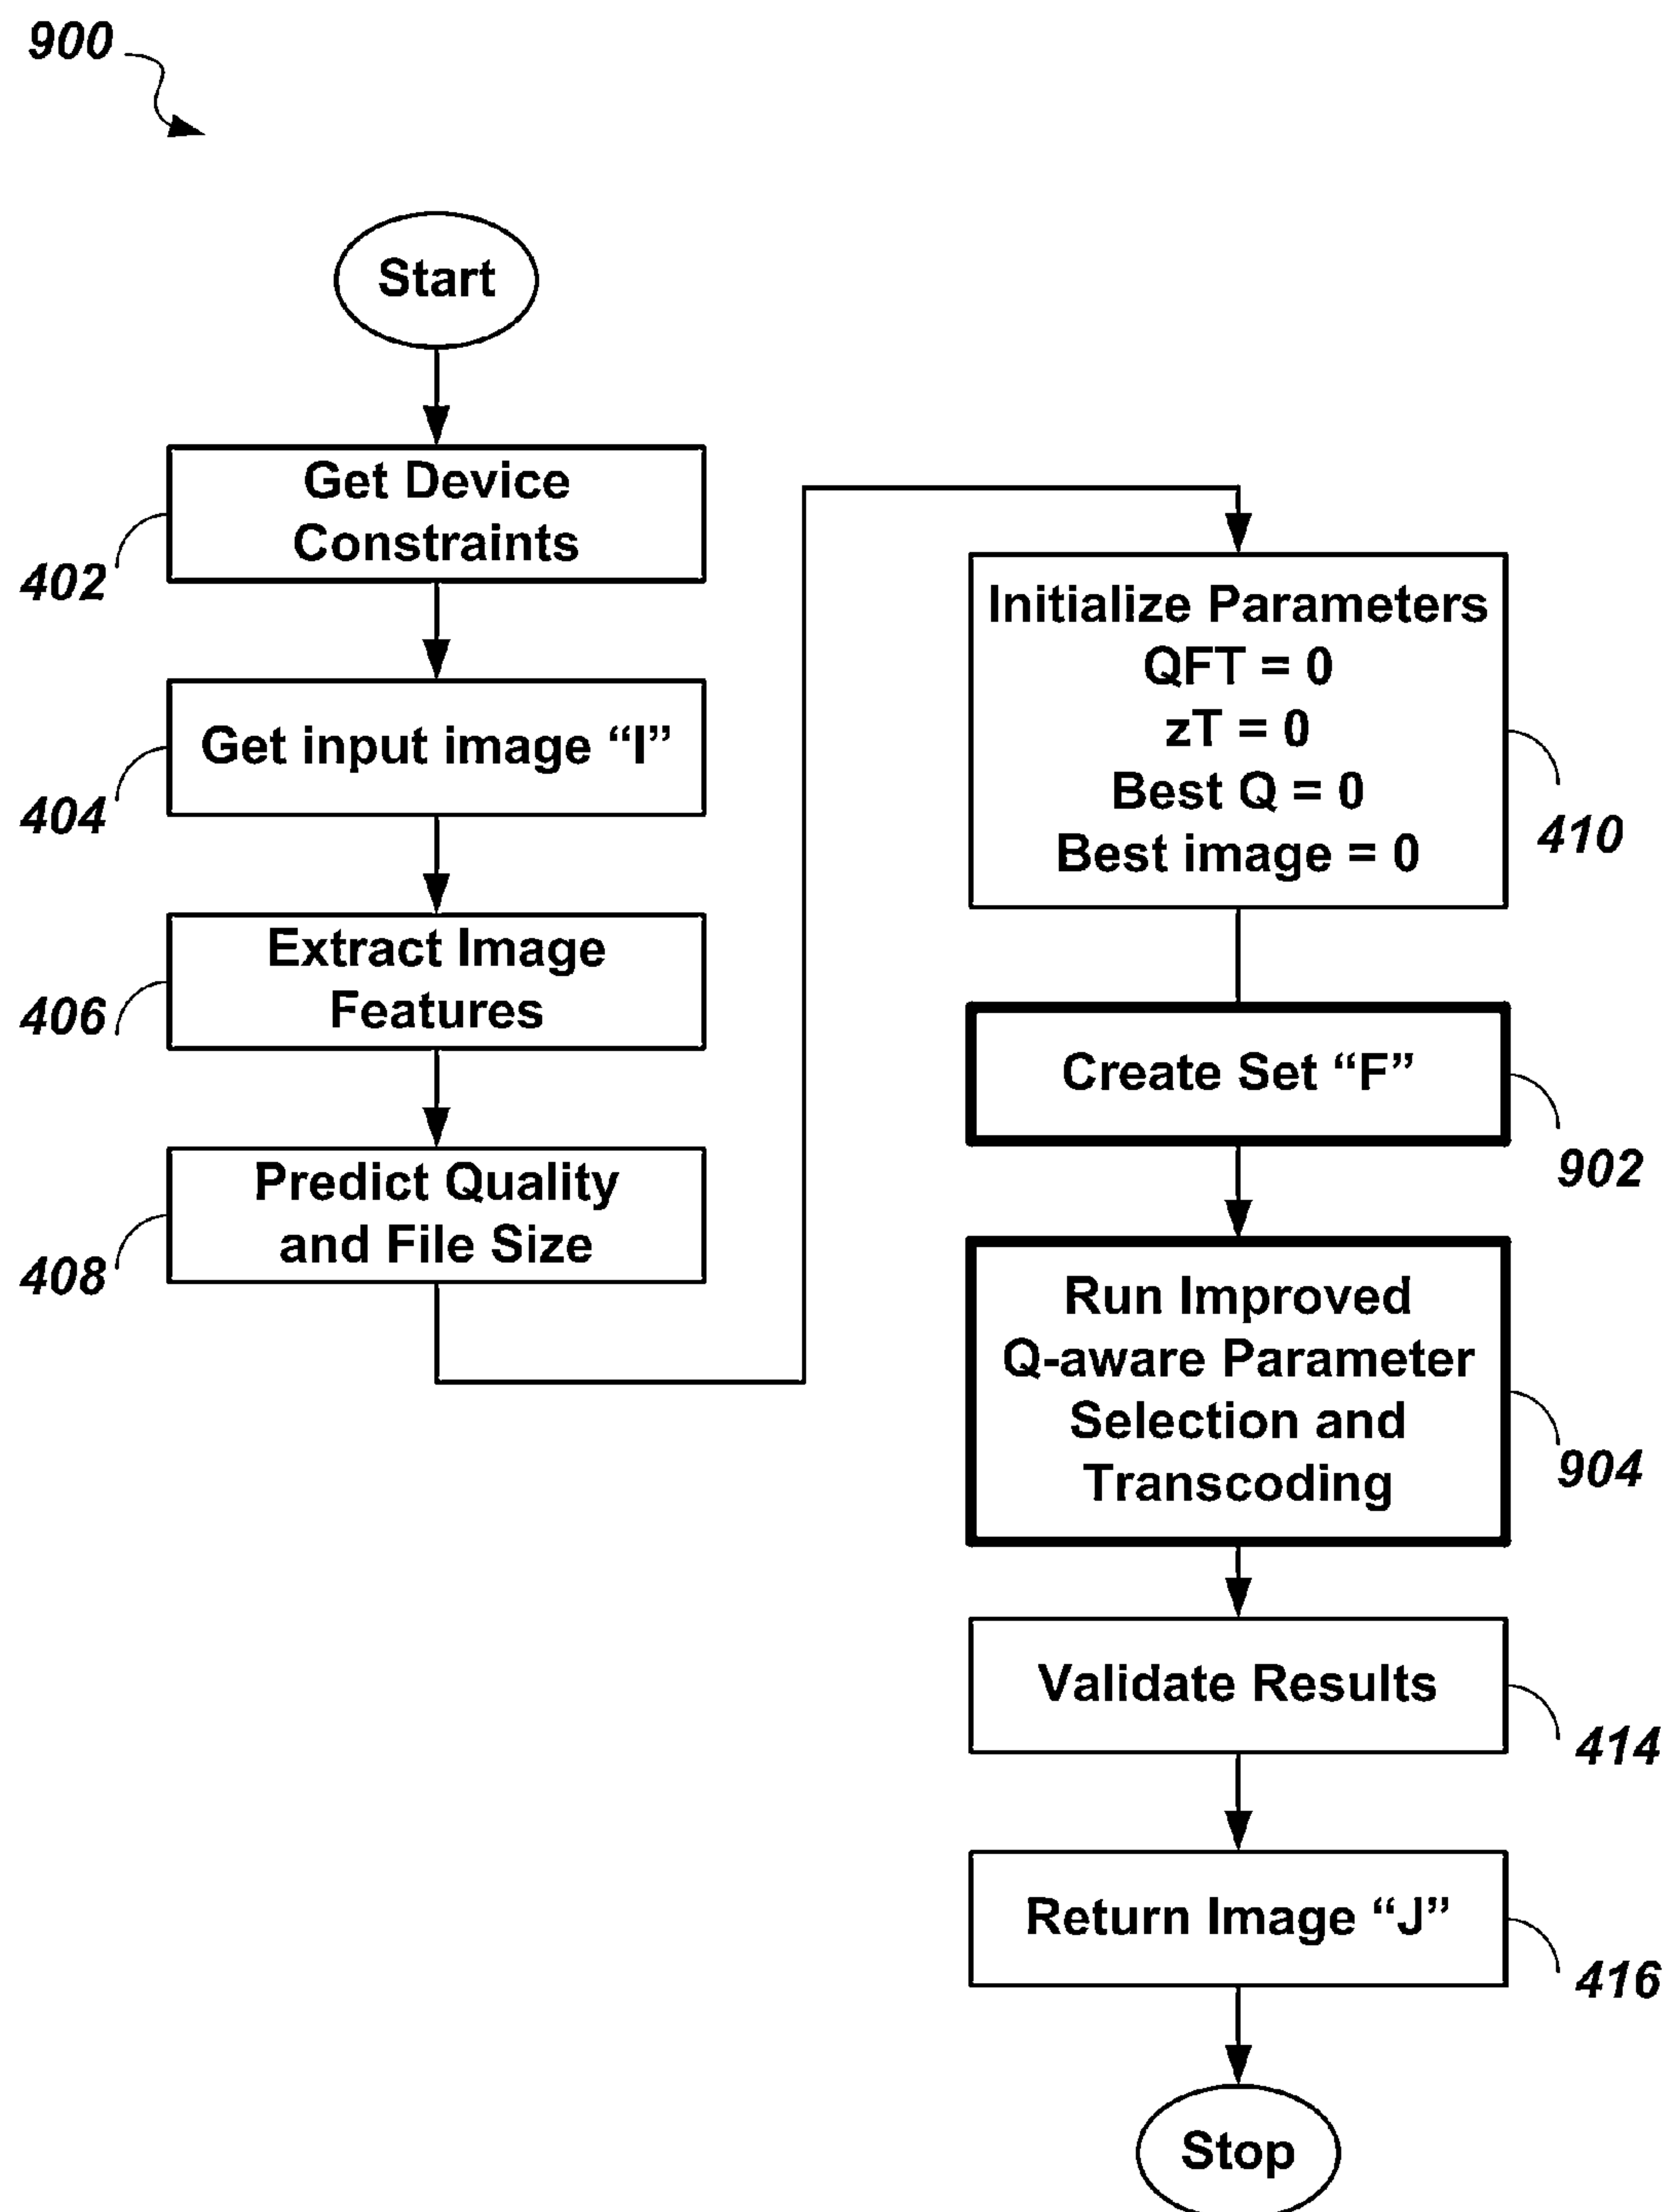 900
Start
Get Device
Constraints
402
Get input image “I”
404
Extract Image
Features
406
Predict Quality
and File Size
408
Initialize Parameters
QFT = 0
zT = 0
Best Q = 0
Best image = 0
410
Create Set “F”
902
Run Improved
Q-aware Parameter
Selection and
Transcoding
904
Validate Results
414
Return Image “J”
416
Stop